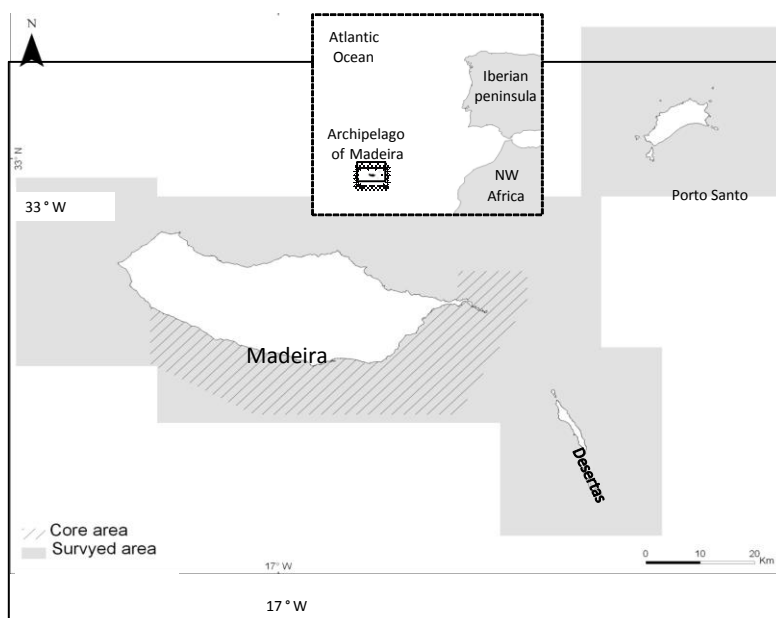 N
Atlantic
Ocean
Iberian
peninsula
Archipelago
of Madeira
NW
Africa
33°N
33 ° W
Porto Santo
Madeira
Desertas
Core area
Survyed area
0 10 20
Km
17° W
17 ° W